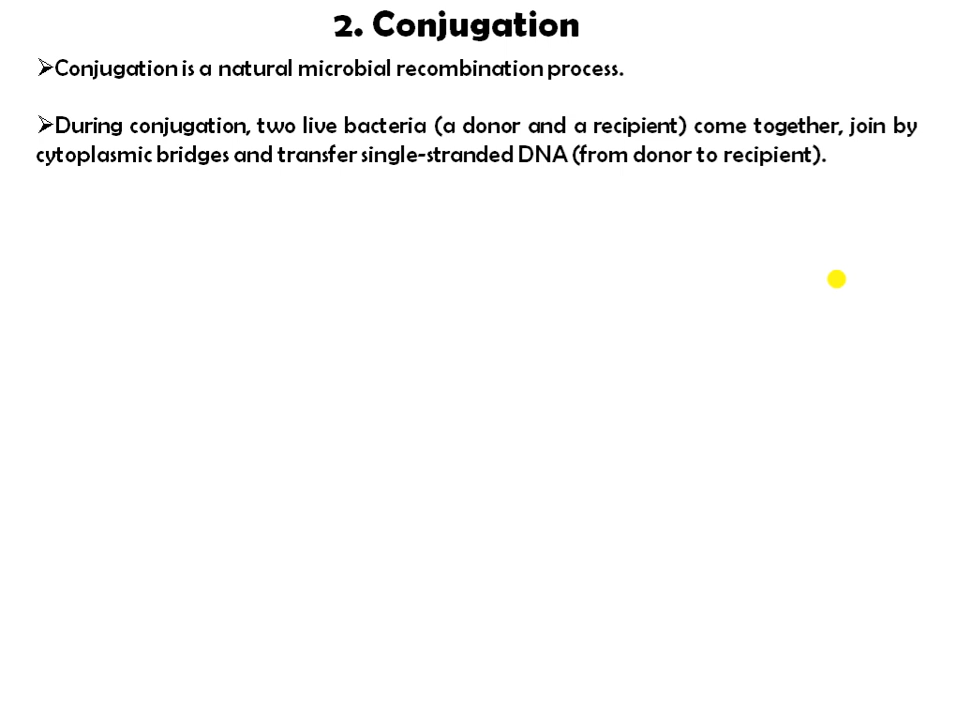 2. Conjugation
➢Conjugation is a natural microbial recombination process.
➢During conjugation, two live bacteria (a donor and a recipient) come together, join by
cytoplasmic bridges and transfer single-stranded DNA (from donor to recipient).